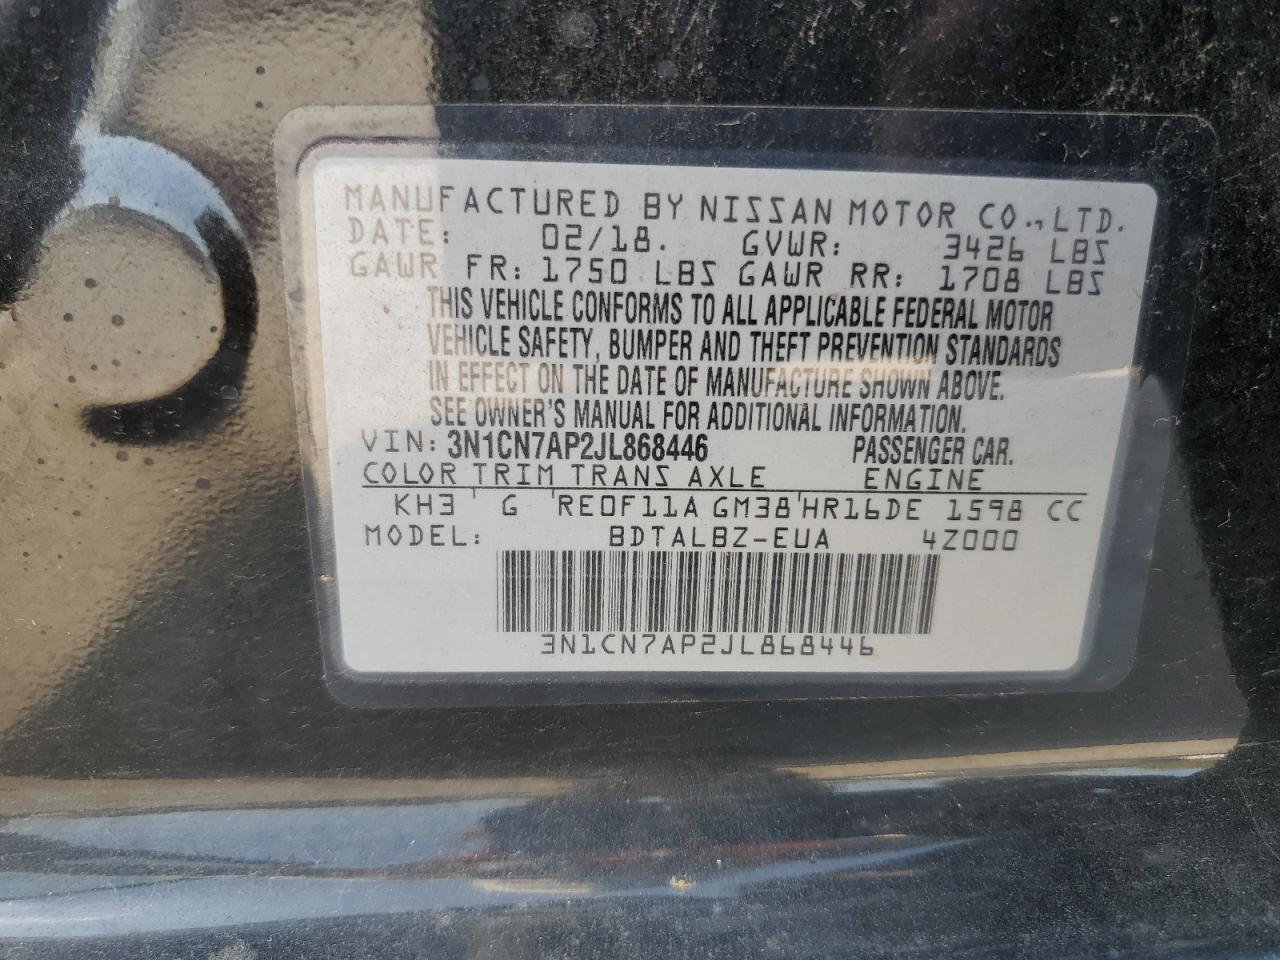 MANUFACTURED BY NISSAN MOTOR CO., LTD.
DATE: 02/18. GVWR: 3426 LBS
GAWR FR: 1750 LBS GAWR RR: 1708 LBS
THIS VEHICLE CONFORMS TO ALL APPLICABLE FEDERAL MOTOR
VEHICLE SAFETY, BUMPER AND THEFT PREVENTION STANDARDS
IN EFFECT ON THE DATE OF MANUFACTURE SHOWN ABOVE.
SEE OWNER'S MANUAL FOR ADDITIONAL INFORMATION.
VIN: 3N1CN7AP2JL868446 PASSENGER CAR.
COLOR TRIM TRANS AXLE ENGINE
KH3 ' G 'RE0F11A GM38'HR16DE 1598 CC
MODEL: BDTALBZ-EUA 4Z000
3N1CN7AP2JL868446